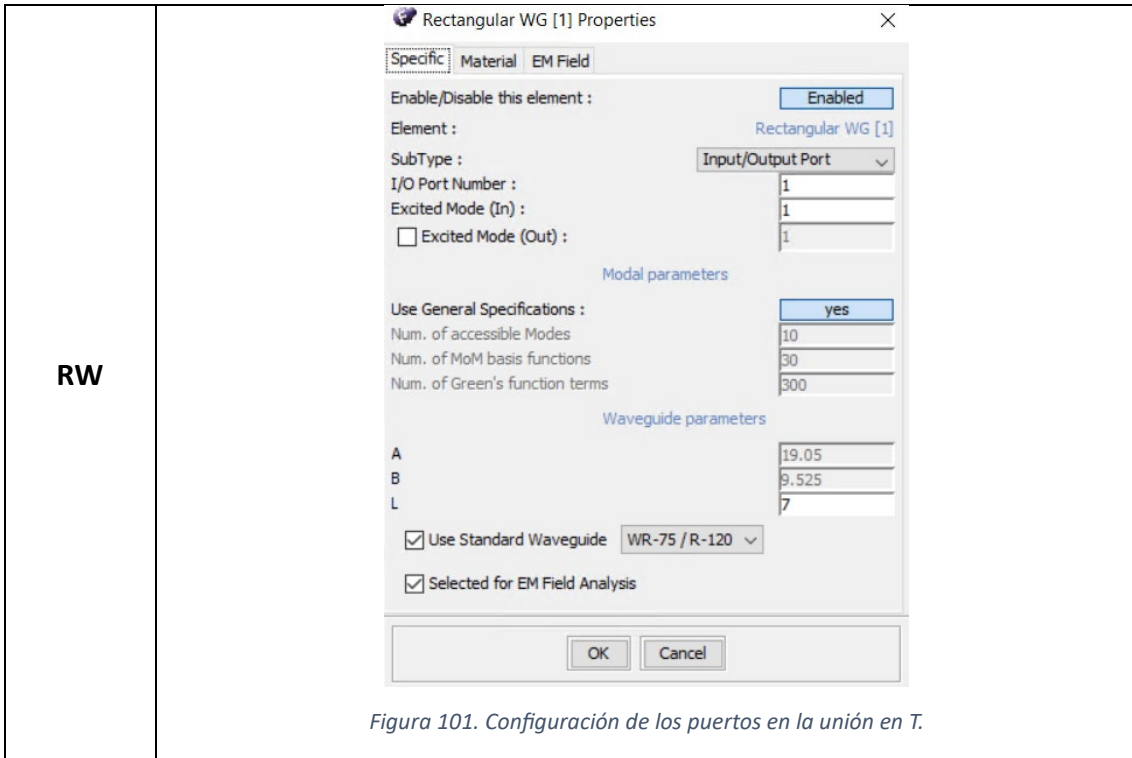 Rectangular WG [1] Properties
Specific Material EM Field
Enable/Disable this element : Enabled
Element : Rectangular WG [1]
SubType : Input/Output Port
I/O Port Number : 1
Excited Mode (In) : 1
Excited Mode (Out) : 1
Modal parameters
Use General Specifications : yes
Num. of accessible Modes 10
Num. of MoM basis functions 30
Num. of Green's function terms 300
RW
Waveguide parameters
A 19.05
B 9.525
L 7
Use Standard Waveguide WR-75 / R-120
Selected for EM Field Analysis
OK Cancel
Figura 101. Configuración de los puertos en la unión en T.